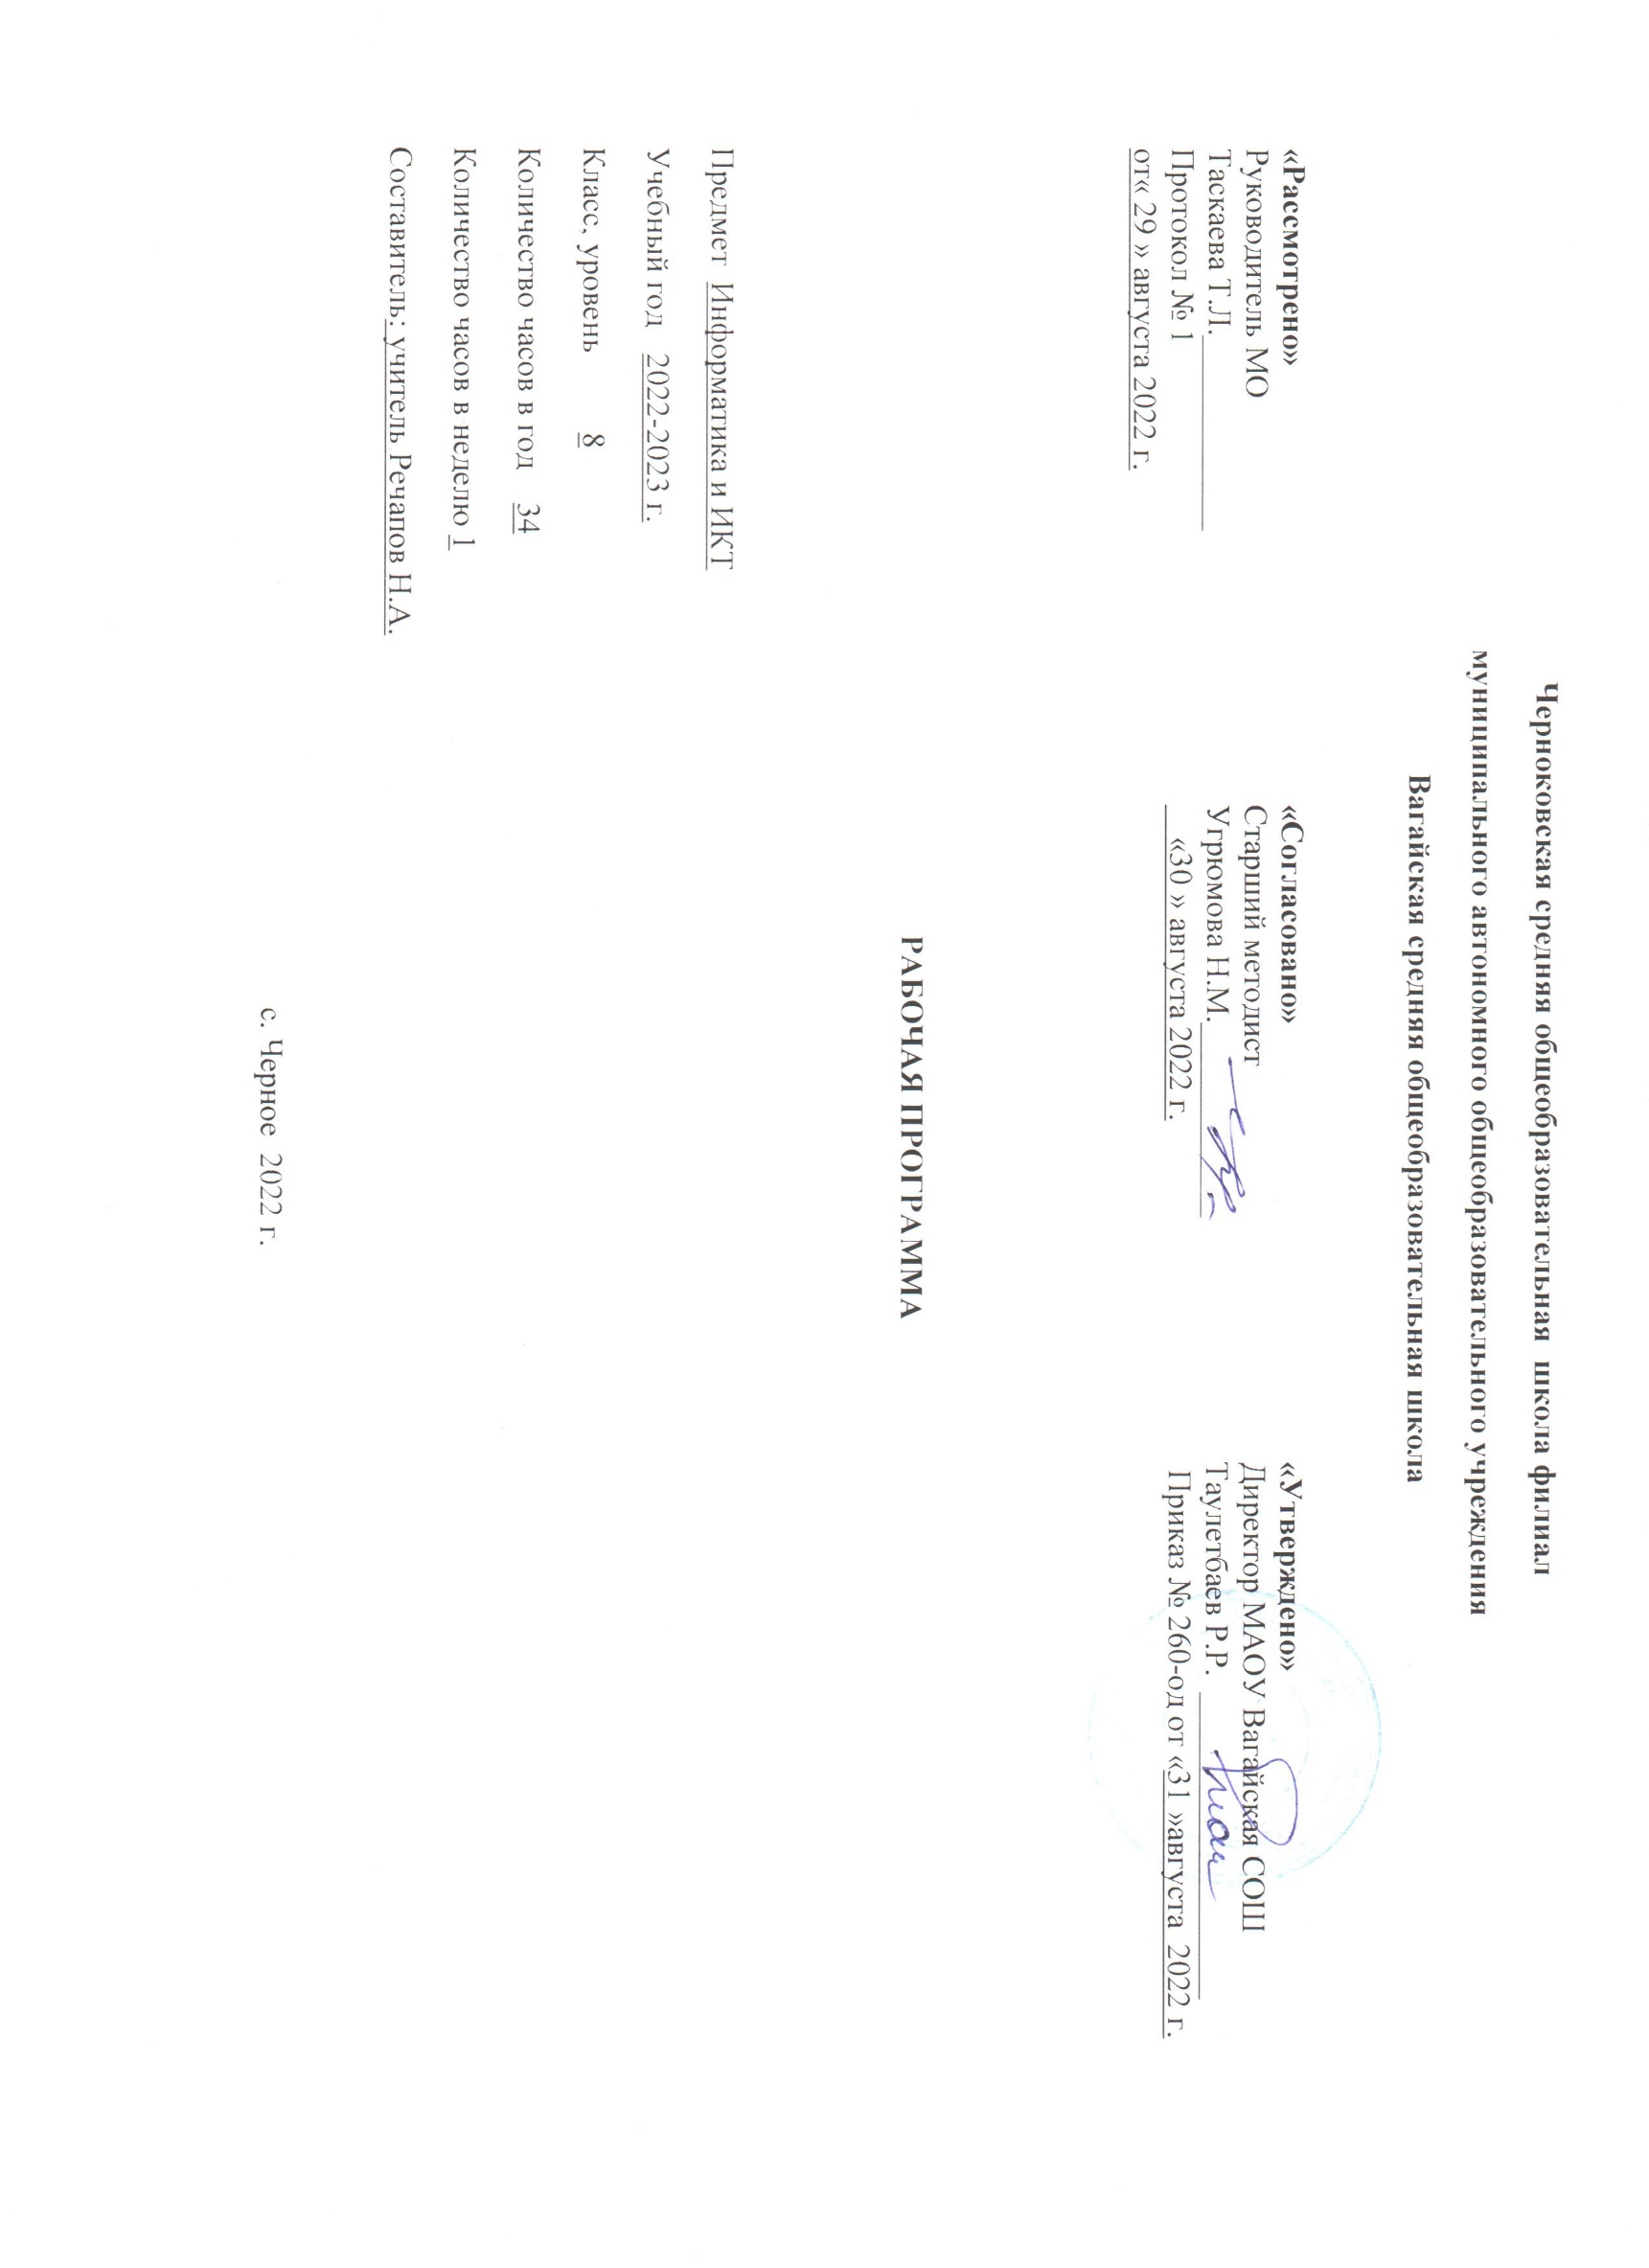 Черноковская средняя общеобразовательная школа филиал
муниципального автономного общеобразовательного учреждения
Вагайская средняя общеобразовательная школа
«Рассмотрено»
Руководитель МО
Таскаева Т.Л.
Протокол № 1
от« 29 » августа 2022 г.
«Согласовано»
Старший методист
Угрюмова Н.М.
«30 » августа 2022 г.
«Утверждено»
Директор МАОУ Вагайская СОШ
Таулетбаев Р.Р.
Приказ № 260-од от «31 »августа 2022 г.
РАБОЧАЯ ПРОГРАММА
Предмет Информатика и ИКТ
Учебный год 2022-2023 г.
Класс, уровень 8
Количество часов в год 34
Количество часов в неделю 1
Составитель: учитель Речапов Н.А.
с. Черное 2022 г.